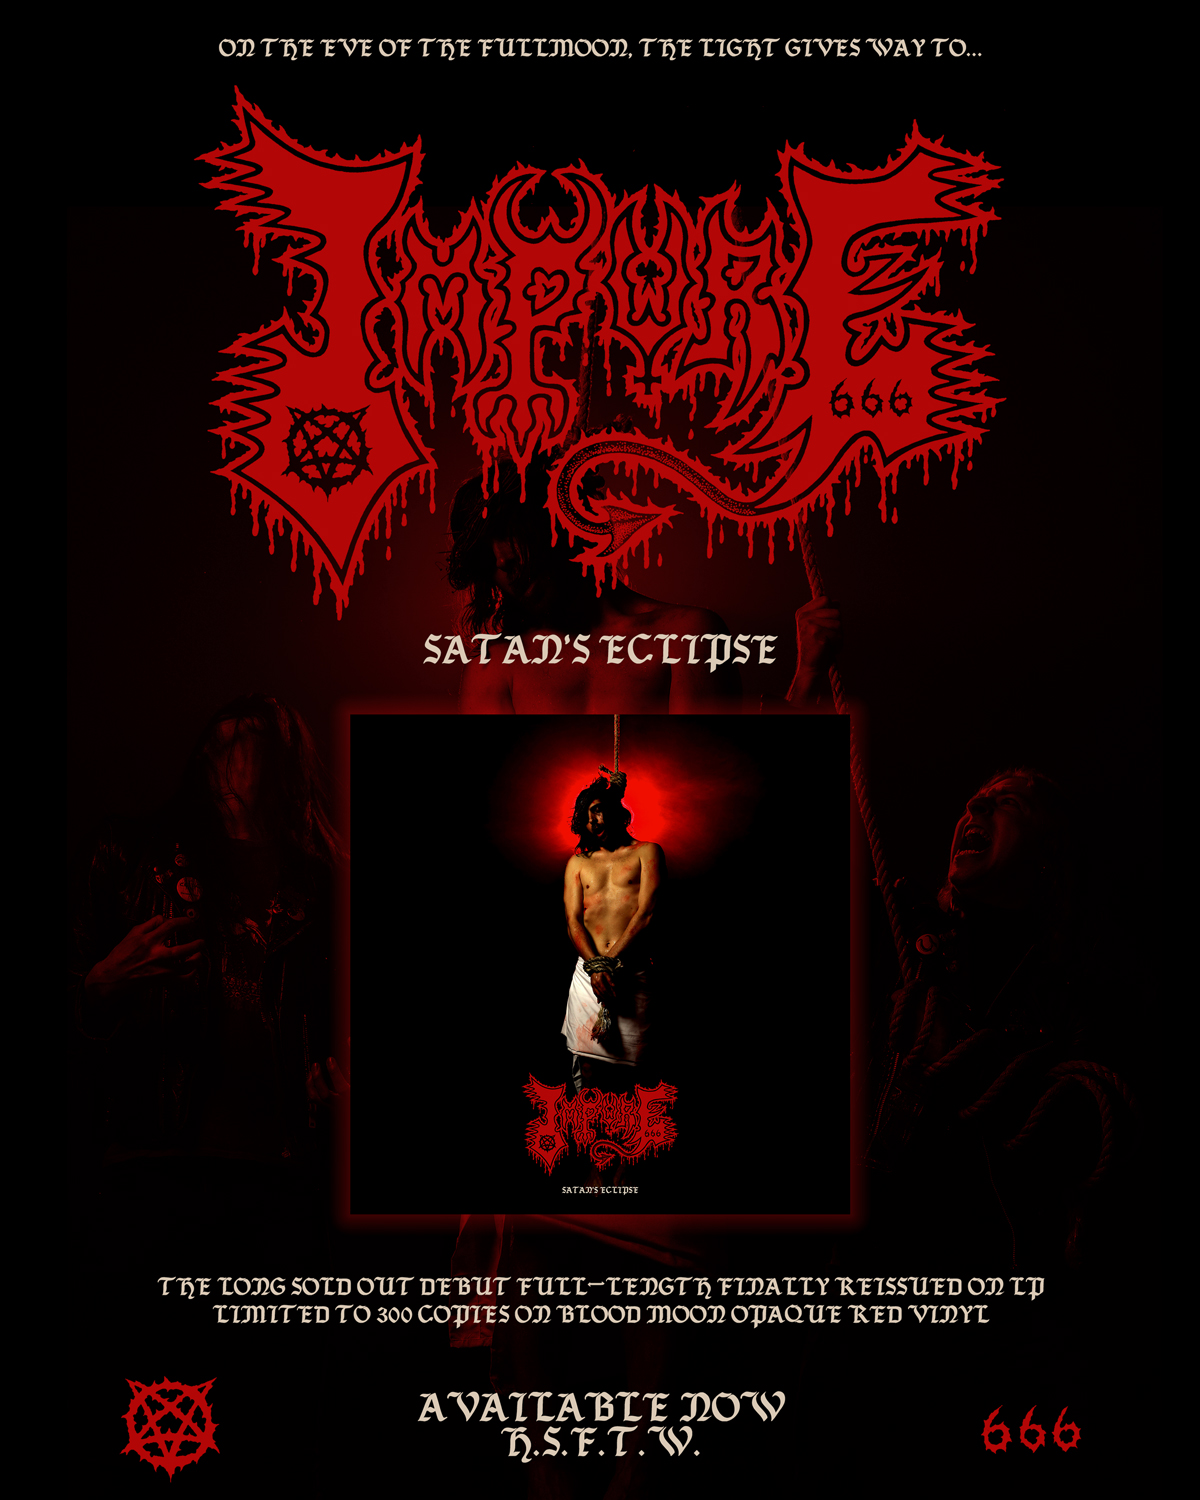 ON THE EVE OF THE FULLMOON, THE LIGHT GIVES WAY TO...
IMPURE
666
SATAN'S ECLIPSE
IMPURE
SATAN'S ECLIPSE
THE LONG SOLD OUT DEBUT FULL-LENGTH FINALLY REISSUED ON LP
LIMITED TO 300 COPIES ON BLOOD MOON OPAQUE RED VINYL
AVAILABLE NOW
H.S.F.T.W.
666